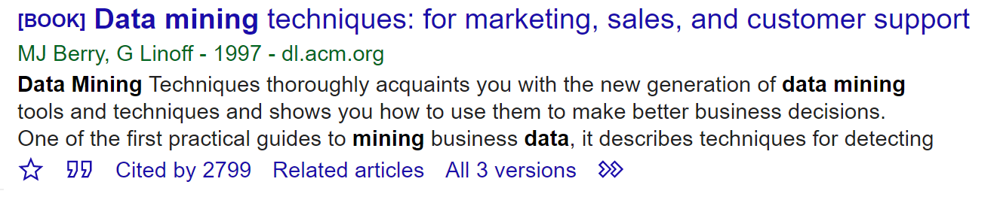 [BOOK] Data mining techniques: for marketing, sales, and customer support
MJ Berry, G Linoff - 1997 - dl.acm.org
Data Mining Techniques thoroughly acquaints you with the new generation of data mining
tools and techniques and shows you how to use them to make better business decisions.
One of the first practical guides to mining business data, it describes techniques for detecting
Cited by 2799 Related articles All 3 versions